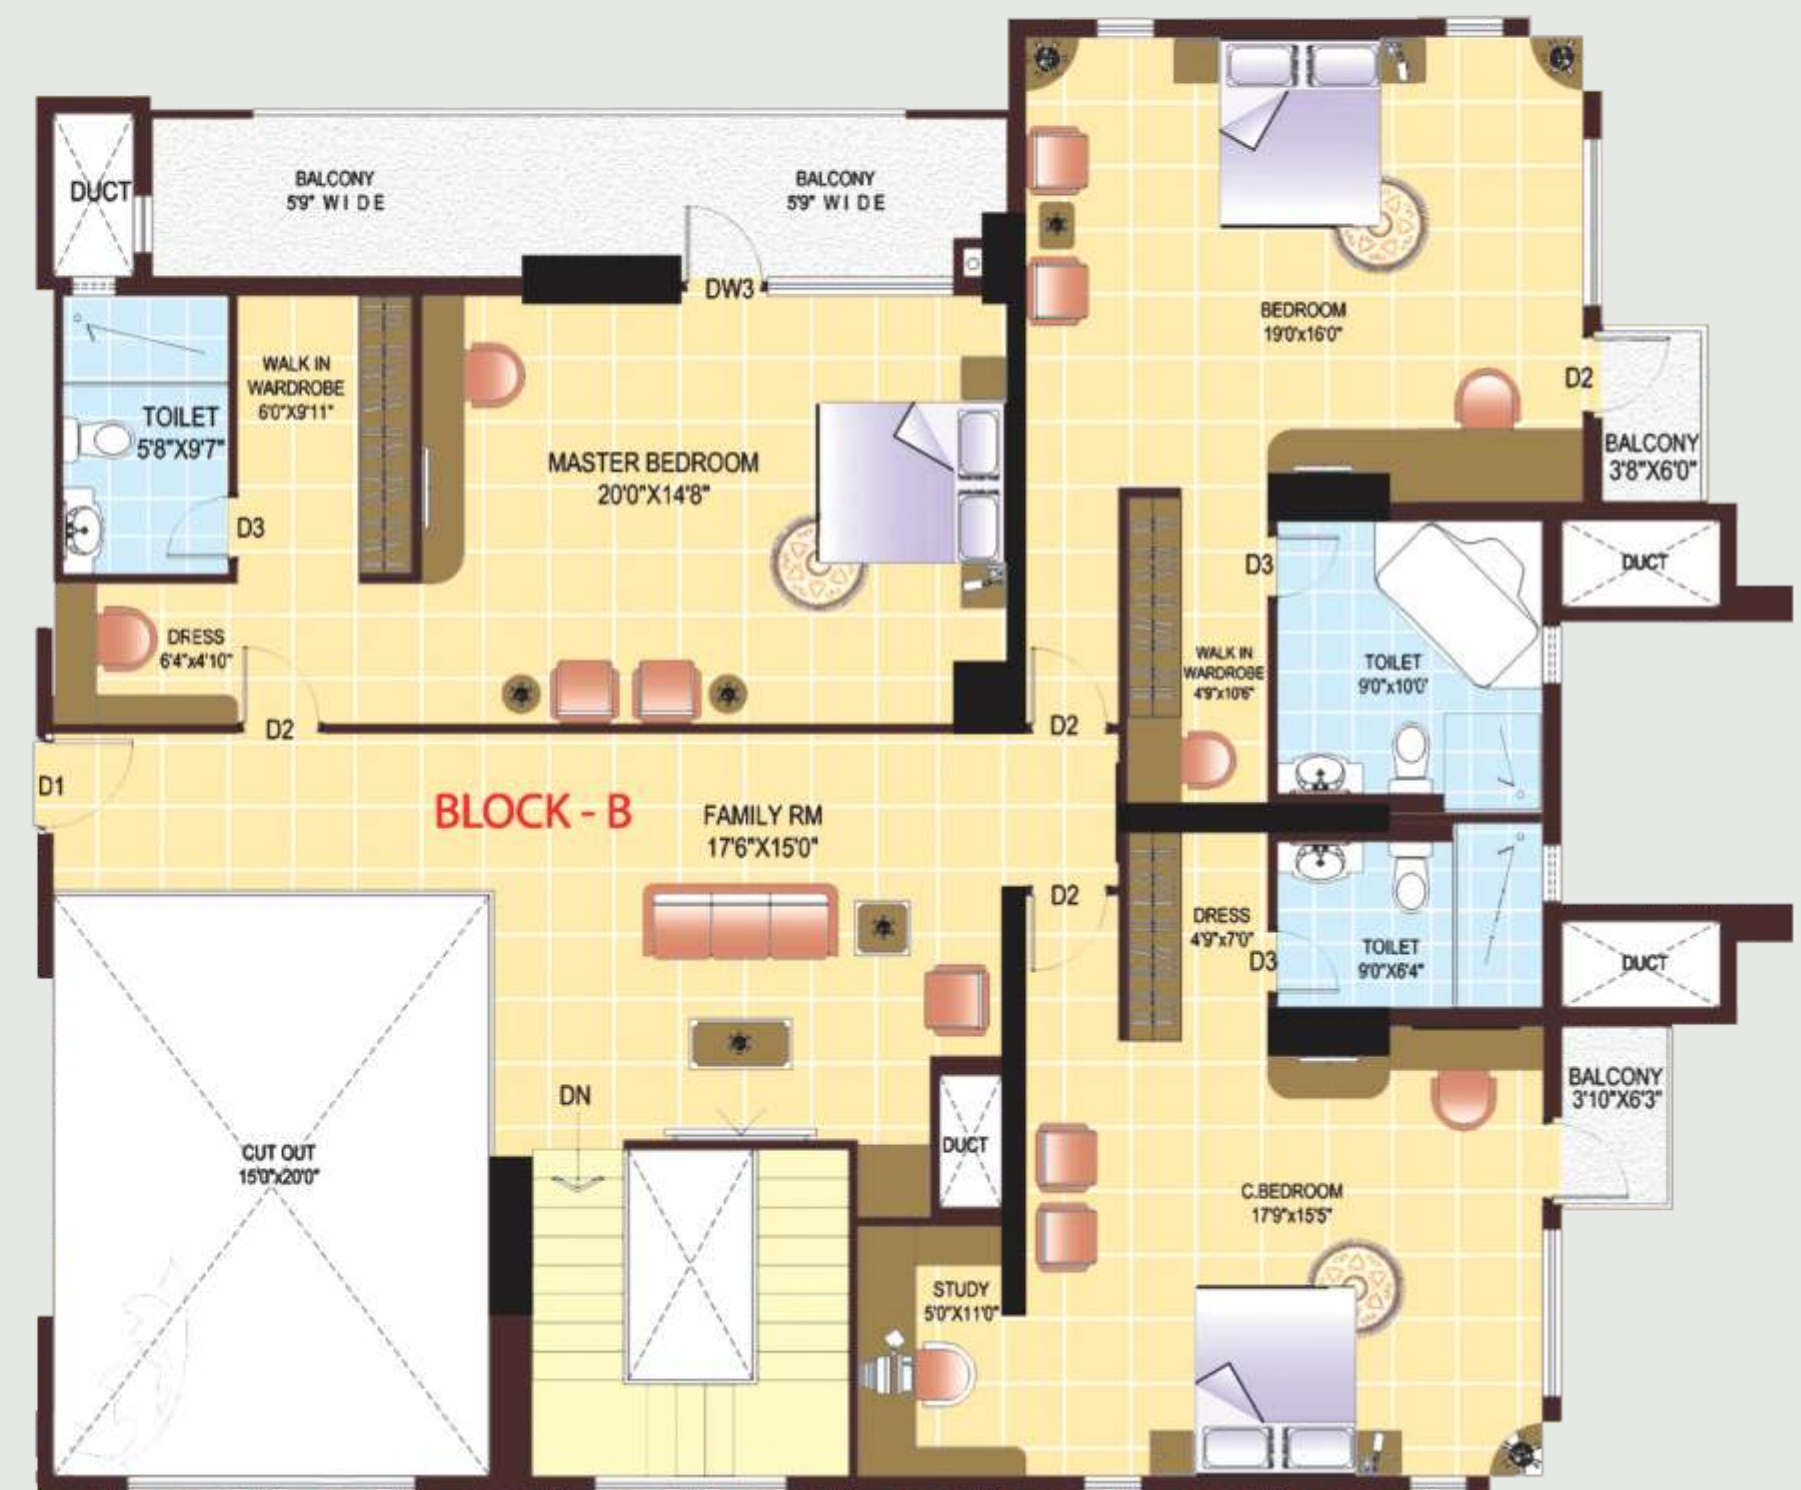 DUCT
BALCONY
5'9" WIDE
BALCONY
5'9" WIDE
DW3
BEDROOM
19'0x16'0"
D2
BALCONY
3'8"X6'0"
WALK IN
WARDROBE
6'0"X9'11"
TOILET
5'8"X9'7"
D3
MASTER BEDROOM
20'0"X14'8"
DRESS
6'4"x4'10"
D2
D1
D3
DUCT
WALK IN
WARDROBE
4'9"x10'6"
TOILET
9'0"x10'0'
D2
BLOCK - B
FAMILY RM
17'6"X15'0"
D2
DRESS
4'9"x7'0"
D3
TOILET
9'0"X6'4"
DUCT
DN
DUCT
BALCONY
3'10"X6'3"
CUT OUT
15'0"x20'0"
C.BEDROOM
17'9"x15'5"
STUDY
5'0"X11'0"